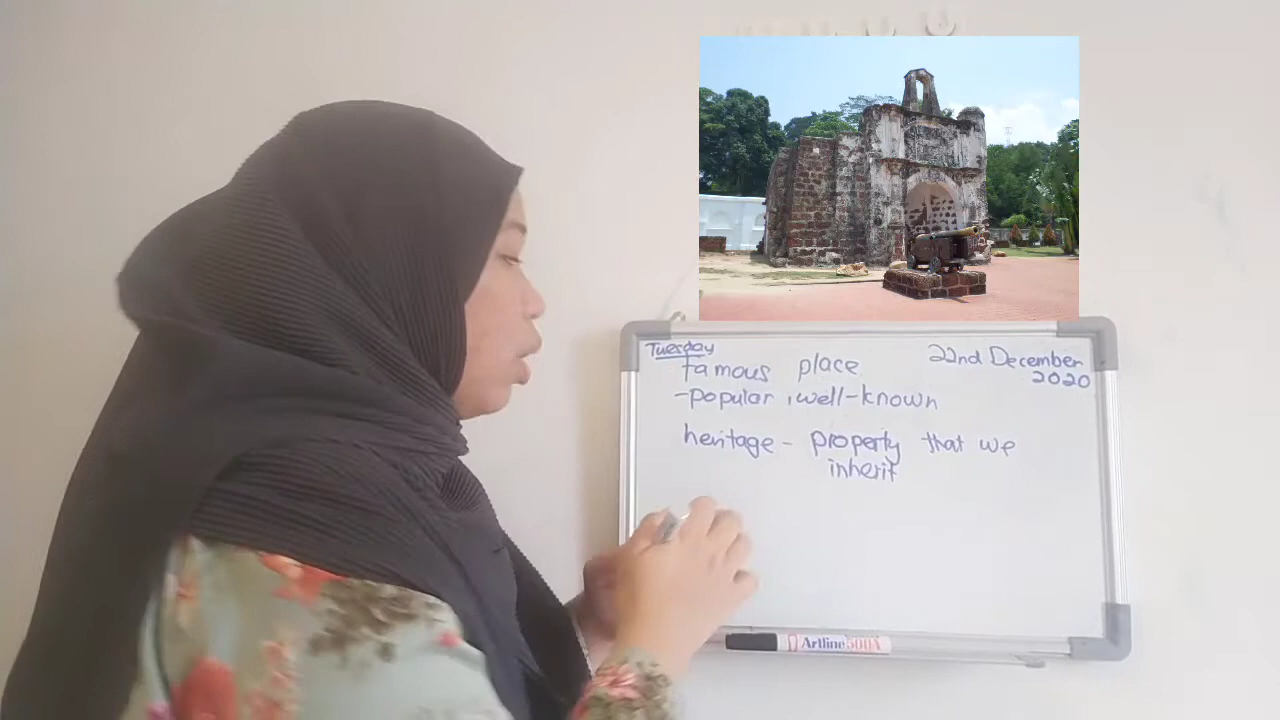 Tuesday
22nd December
2020
famous place
-popular, well-known
heritage - property that we
inherit
Artline 500A